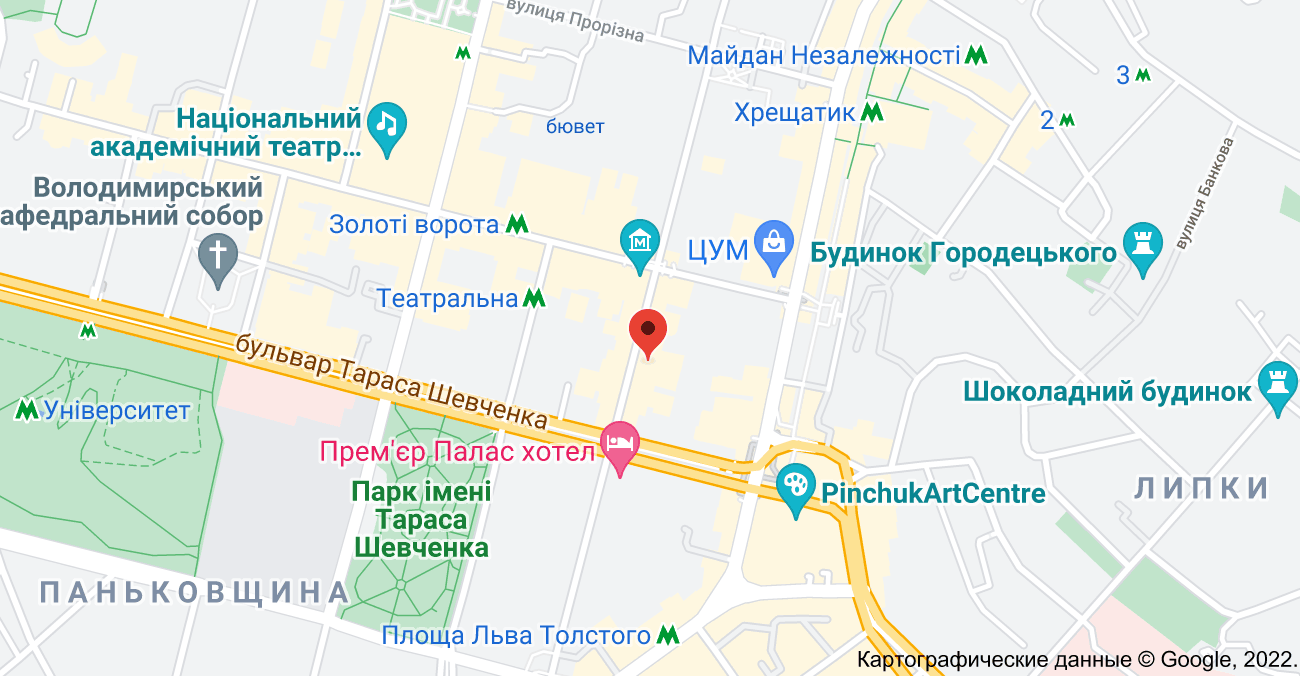 вулиця Прорізна
Майдан Незалежності
3
Хрещатик
2
Національний
академічний театр...
бювет
вулиця Банкова
Володимирський
афедральний собор
Золоті ворота
ЦУМ
Будинок Городецького
Театральна
бульвар Тараса Шевченка
Шоколадний будинок
Університет
Прем'єр Палас хотел
Парк імені
Тараса
Шевченка
PinchukArtCentre
ЛИПКИ
ПАНЬКОВЩИНА
Площа Льва Толстого
Картографические данные © Google, 2022.